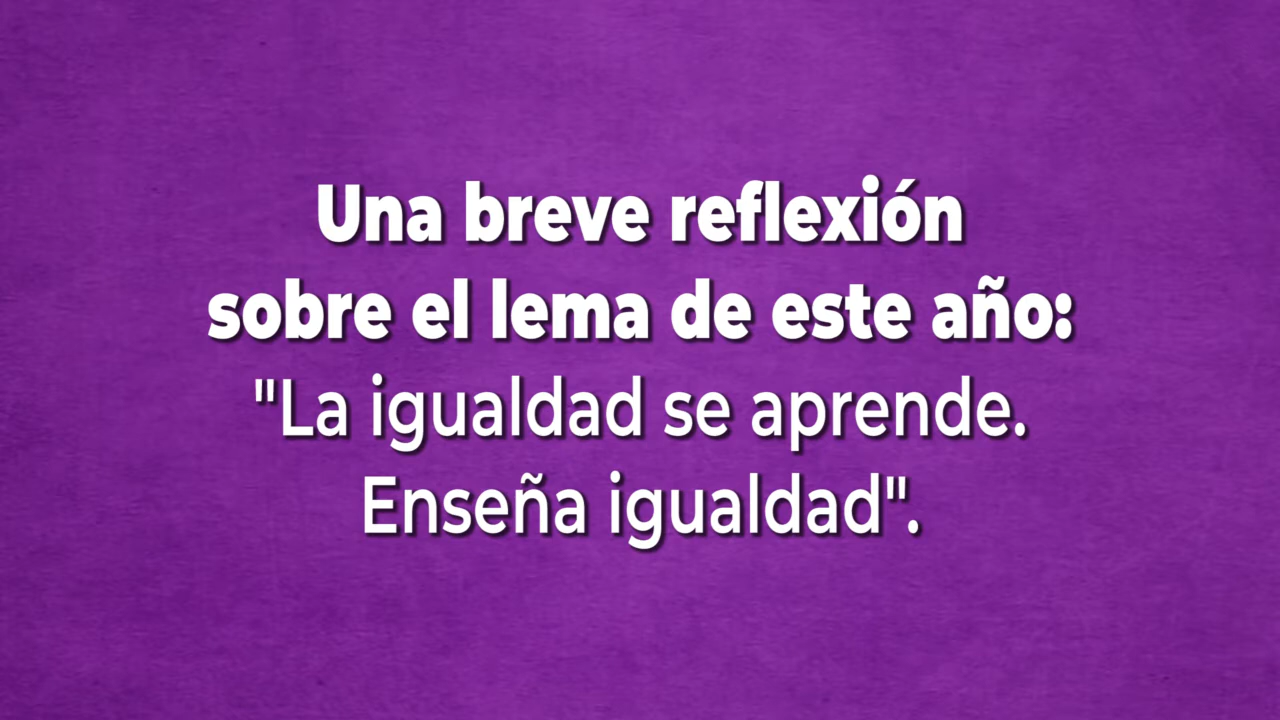 Una breve reflexión
sobre el lema de este año:
"La igualdad se aprende.
Enseña igualdad".